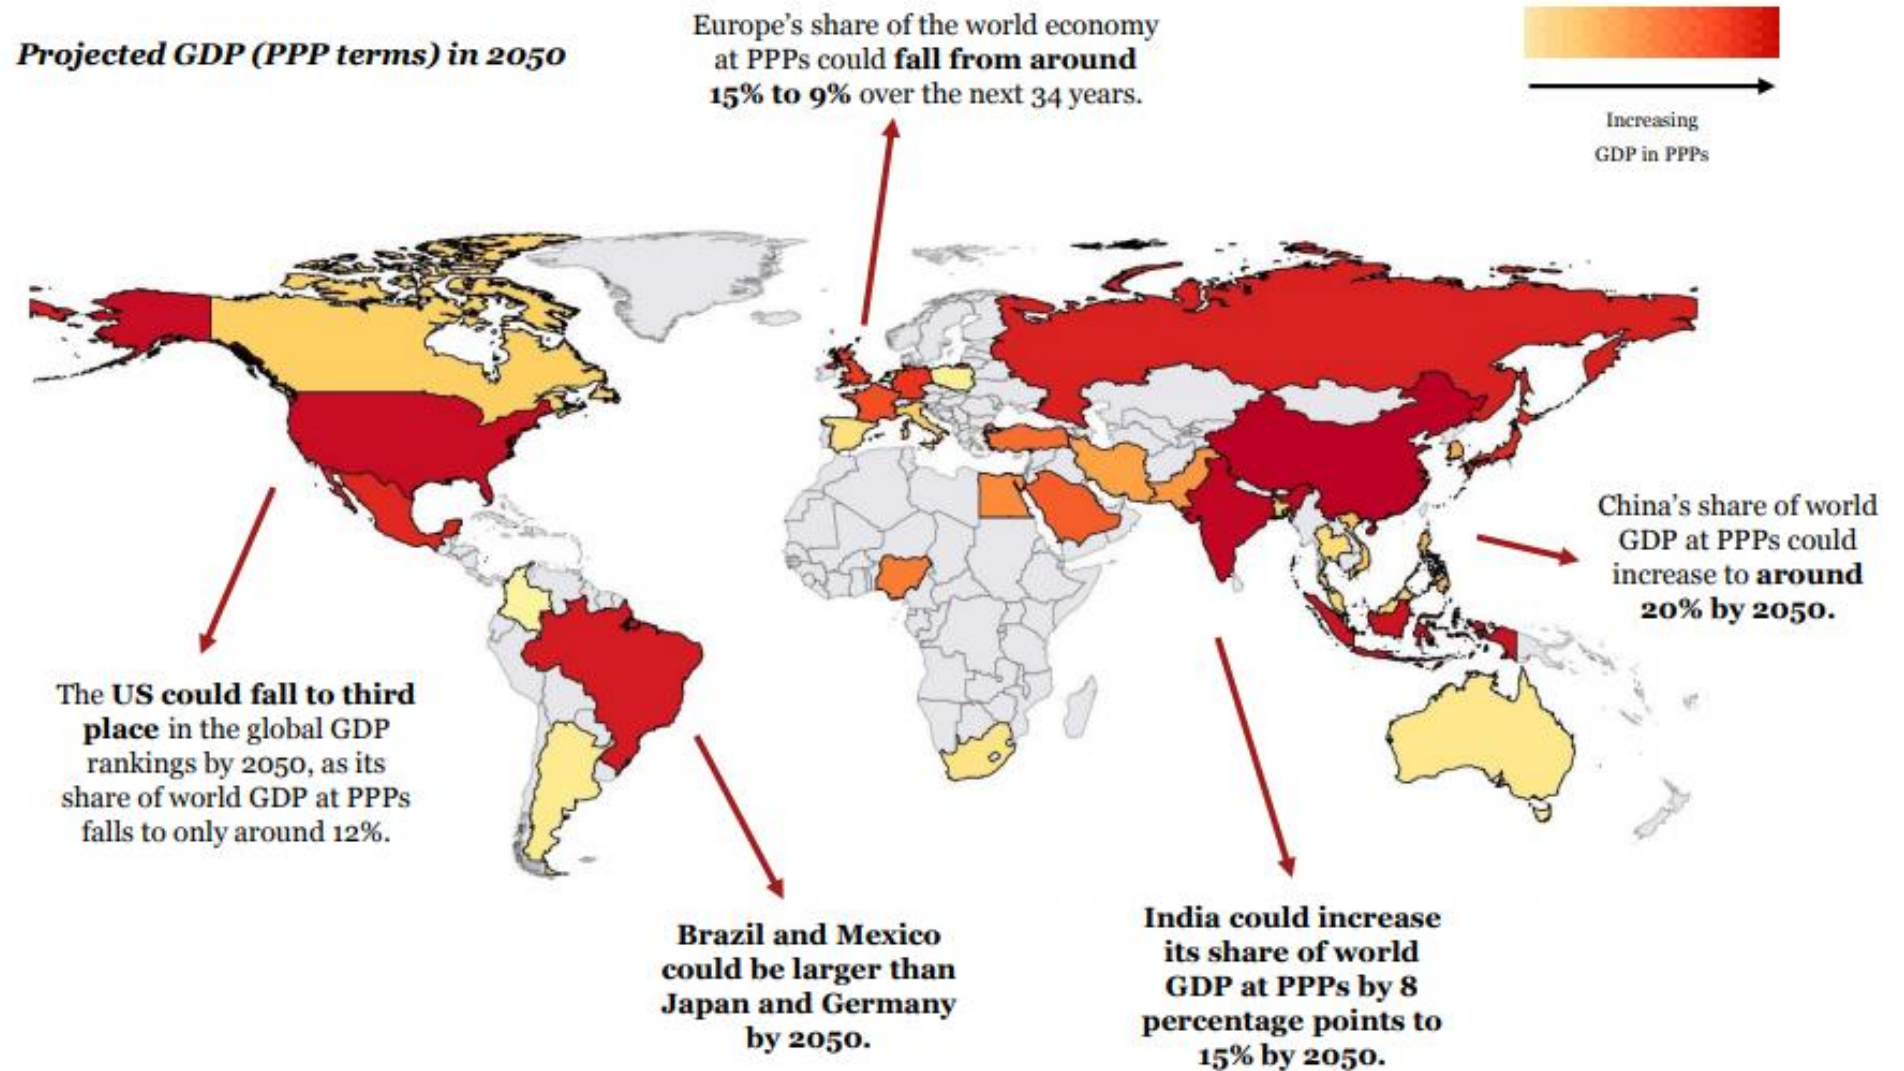 Projected GDP (PPP terms) in 2050
Europe's share of the world economy
at PPPs could fall from around
15% to 9% over the next 34 years.
Increasing
GDP in PPPs
China's share of world
GDP at PPPs could
increase to around
20% by 2050.
The US could fall to third
place in the global GDP
rankings by 2050, as its
share of world GDP at PPPs
falls to only around 12%.
Brazil and Mexico
could be larger than
Japan and Germany
by 2050.
India could increase
its share of world
GDP at PPPs by 8
percentage points to
15% by 2050.